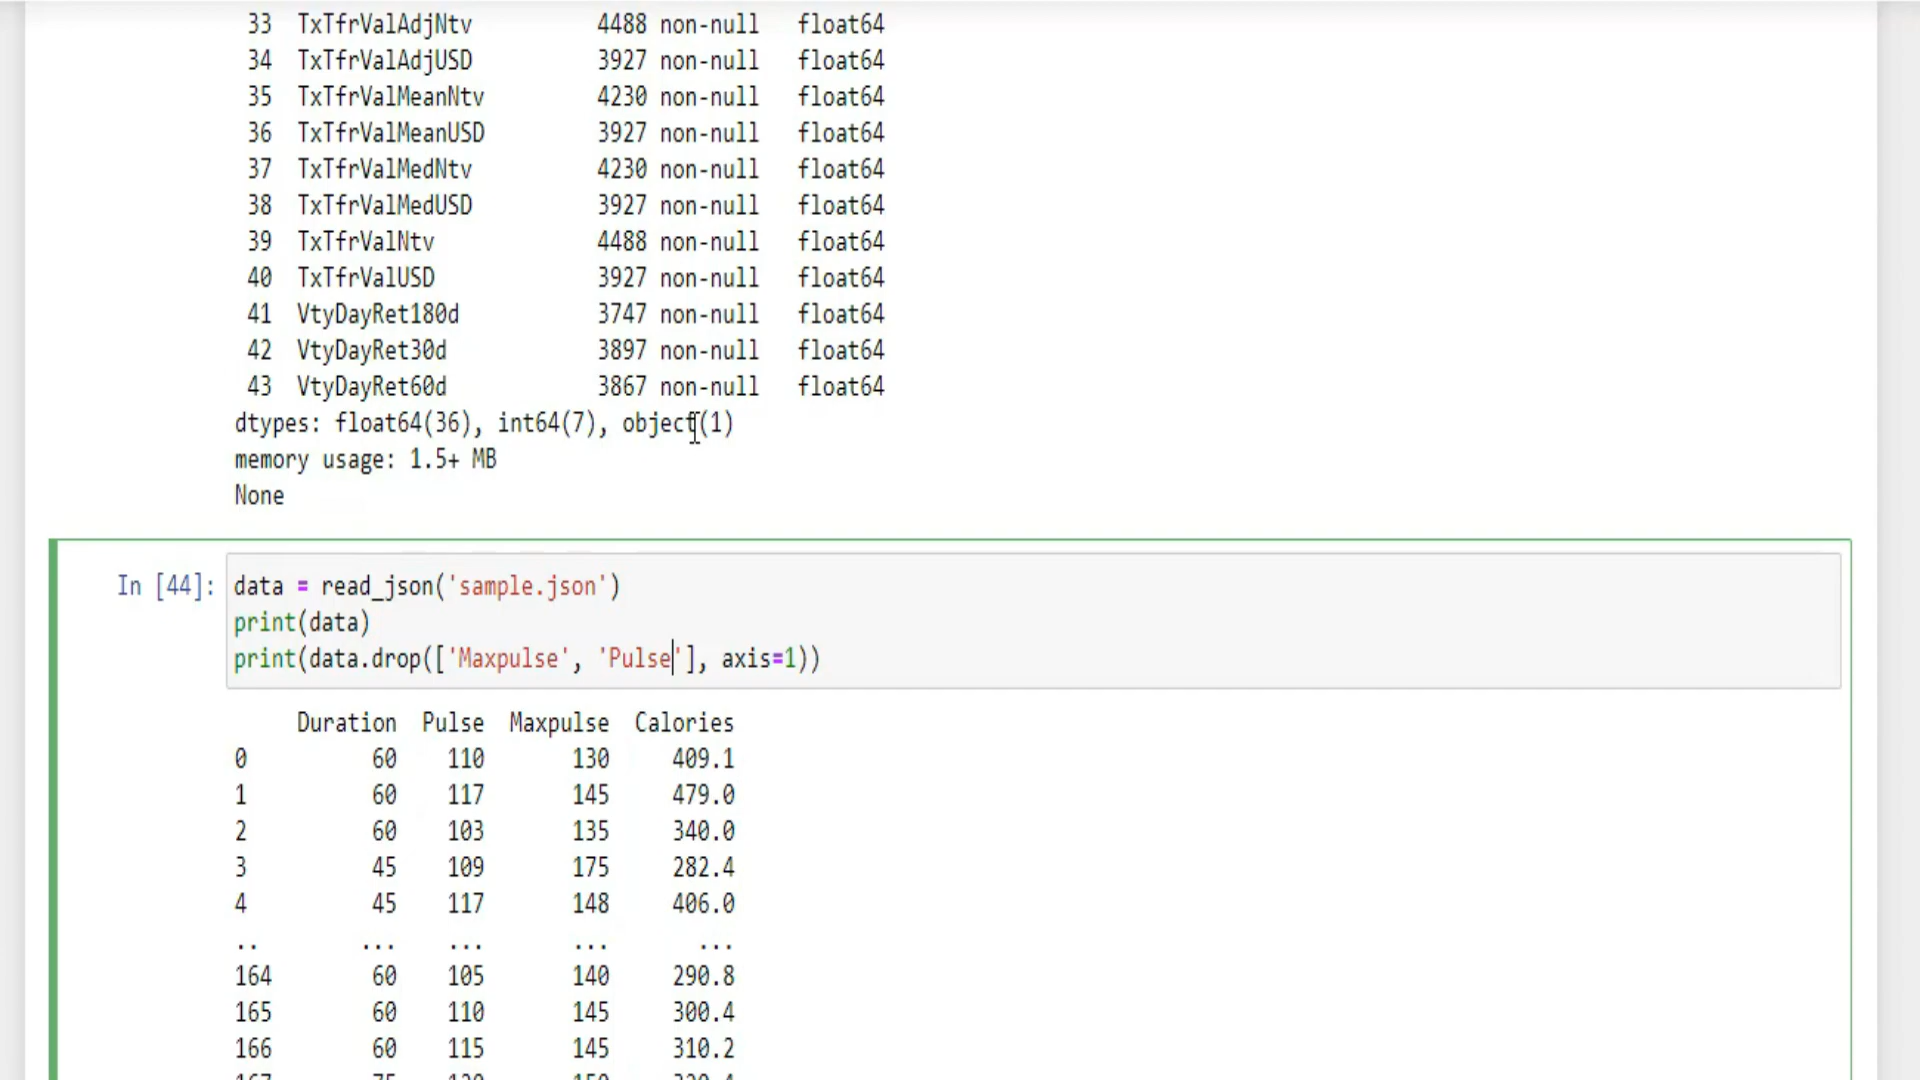 33 TxTfrValAdjNtv 4488 non-null float64
34 TxTfrValAdjUSD 3927 non-null float64
35 TxTfrValMeanNtv 4230 non-null float64
36 TxTfrValMeanUSD 3927 non-null float64
37 TxTfrValMedNtv 4230 non-null float64
38 TxTfrValMedUSD 3927 non-null float64
39 TxTfrValNtv 4488 non-null float64
40 TxTfrValUSD 3927 non-null float64
41 VtyDayRet180d 3747 non-null float64
42 VtyDayRet30d 3897 non-null float64
43 VtyDayRet60d 3867 non-null float64
dtypes: float64(36), int64(7), object(1)
memory usage: 1.5+ MB
None
In [44]: data = read_json('sample.json')
print(data)
print(data.drop(['Maxpulse', 'Pulse'], axis=1))
Duration Pulse Maxpulse Calories
0 60 110 130 409.1
1 60 117 145 479.0
2 60 103 135 340.0
3 45 109 175 282.4
4 45 117 148 406.0
.. ... ... ... ...
164 60 105 140 290.8
165 60 110 145 300.4
166 60 115 145 310.2